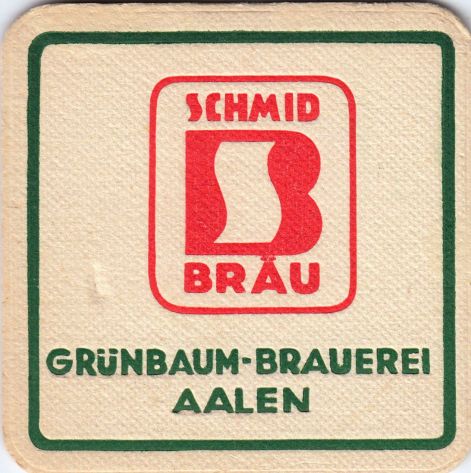 SCHMID
B
BRÄU
GRÜNBAUM-BRAUEREI
AALEN